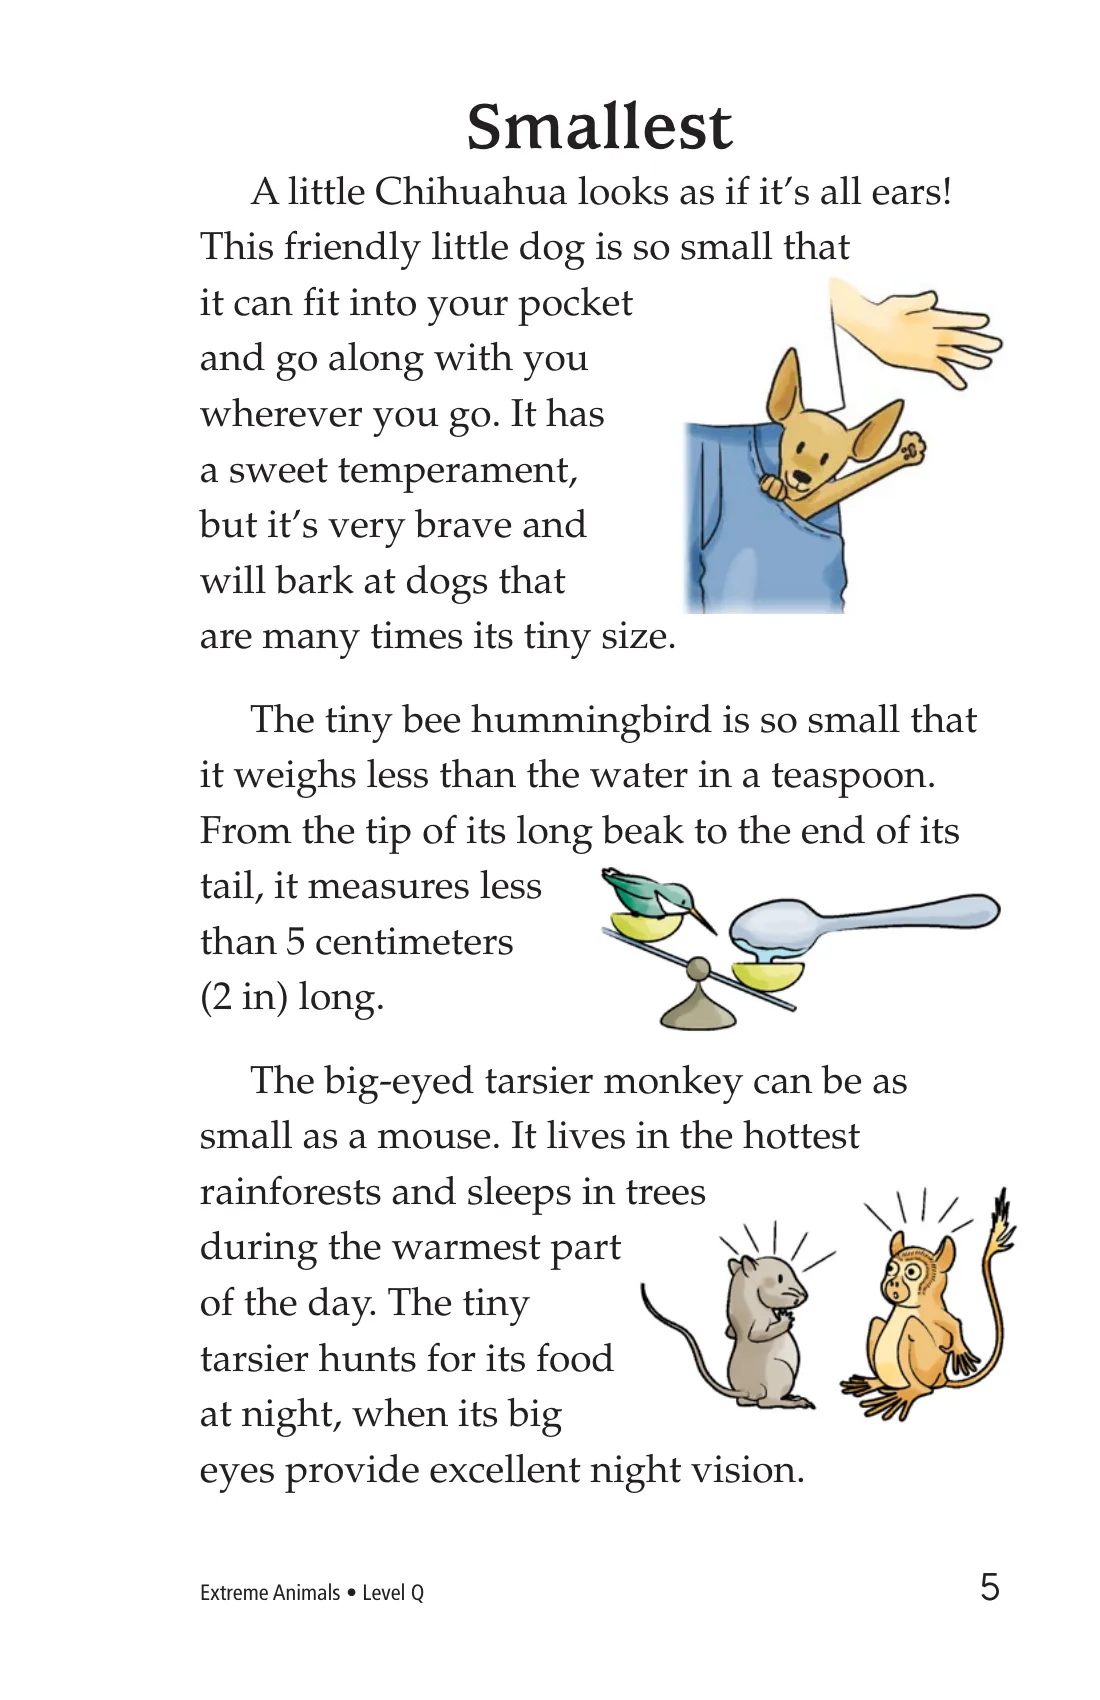 Smallest
A little Chihuahua looks as if it’s all ears!
This friendly little dog is so small that
it can fit into your pocket
and go along with you
wherever you go. It has
a sweet temperament,
but it’s very brave and
will bark at dogs that
are many times its tiny size.
The tiny bee hummingbird is so small that
it weighs less than the water in a teaspoon.
From the tip of its long beak to the end of its
tail, it measures less
than 5 centimeters
(2 in) long.
The big-eyed tarsier monkey can be as
small as a mouse. It lives in the hottest
rainforests and sleeps in trees
during the warmest part
of the day. The tiny
tarsier hunts for its food
at night, when its big
eyes provide excellent night vision.
Extreme Animals • Level Q
5